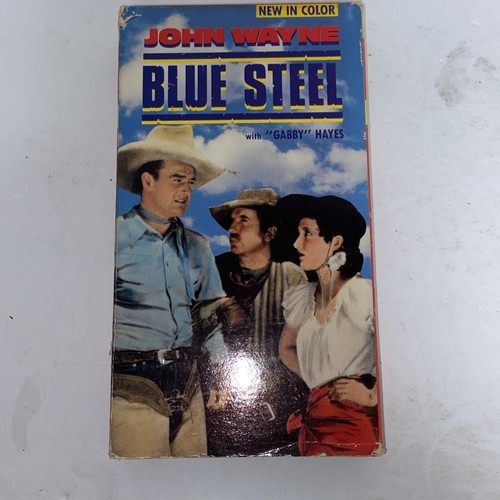 NEW IN COLOR
JOHN WAYNE
BLUE STEEL
with "GABBY" HAYES